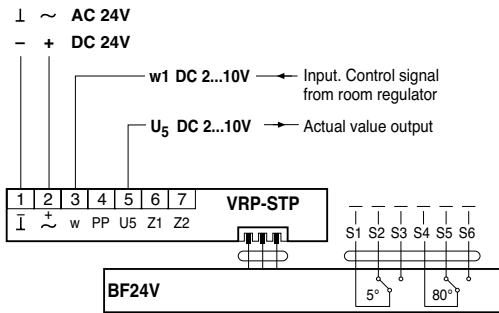 ⊥ ~ AC 24V
− + DC 24V
w1 DC 2...10V
Input. Control signal
from room regulator
U5 DC 2...10V
Actual value output
1 2 3 4 5 6 7
⊥ ~ w PP U5 Z1 Z2
− +
VRP-STP
S1 S2 S3 S4 S5 S6
BF24V
5°
80°